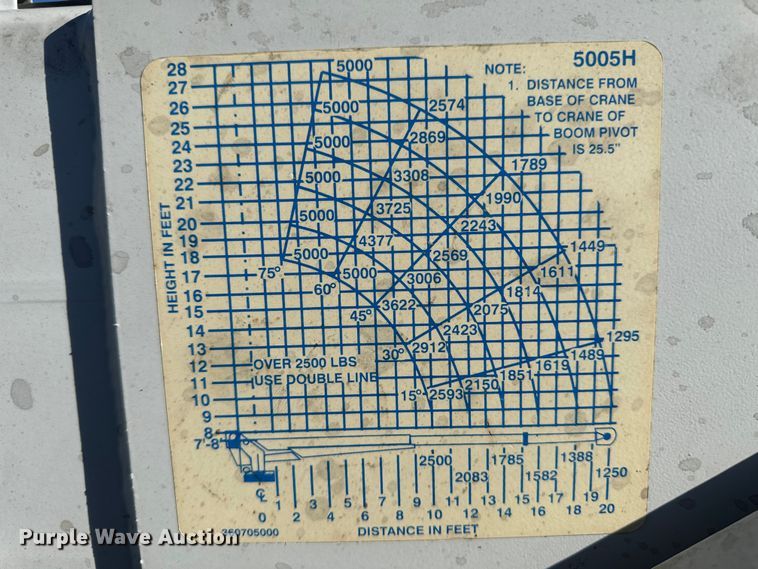 5005H
NOTE:
1. DISTANCE FROM
BASE OF CRANE
TO CRANE OF
BOOM PIVOT
IS 25.5"
HEIGHT IN FEET
28
27
26
25
24
23
22
21
20
19
18
17
16
15
14
13
12
11
10
9
8
7'-8"
5000
5000 2574
5000 2869
5000 3308 1789
5000 3725 1990
5000 4377 2243
5000 2569 1449
75° 60° 3006 1611
45° 3622 1814
2075
2423 1295
30° 2912 1489
1619
1851
2150
15° 2593
OVER 2500 LBS
USE DOUBLE LINE
2500 1785 1388
2083 1582 1250
℄ 1 3 5 7 9 11 13 15 17 19
0 2 4 6 8 10 12 14 16 18 20
360705000 DISTANCE IN FEET
Purple Wave Auction